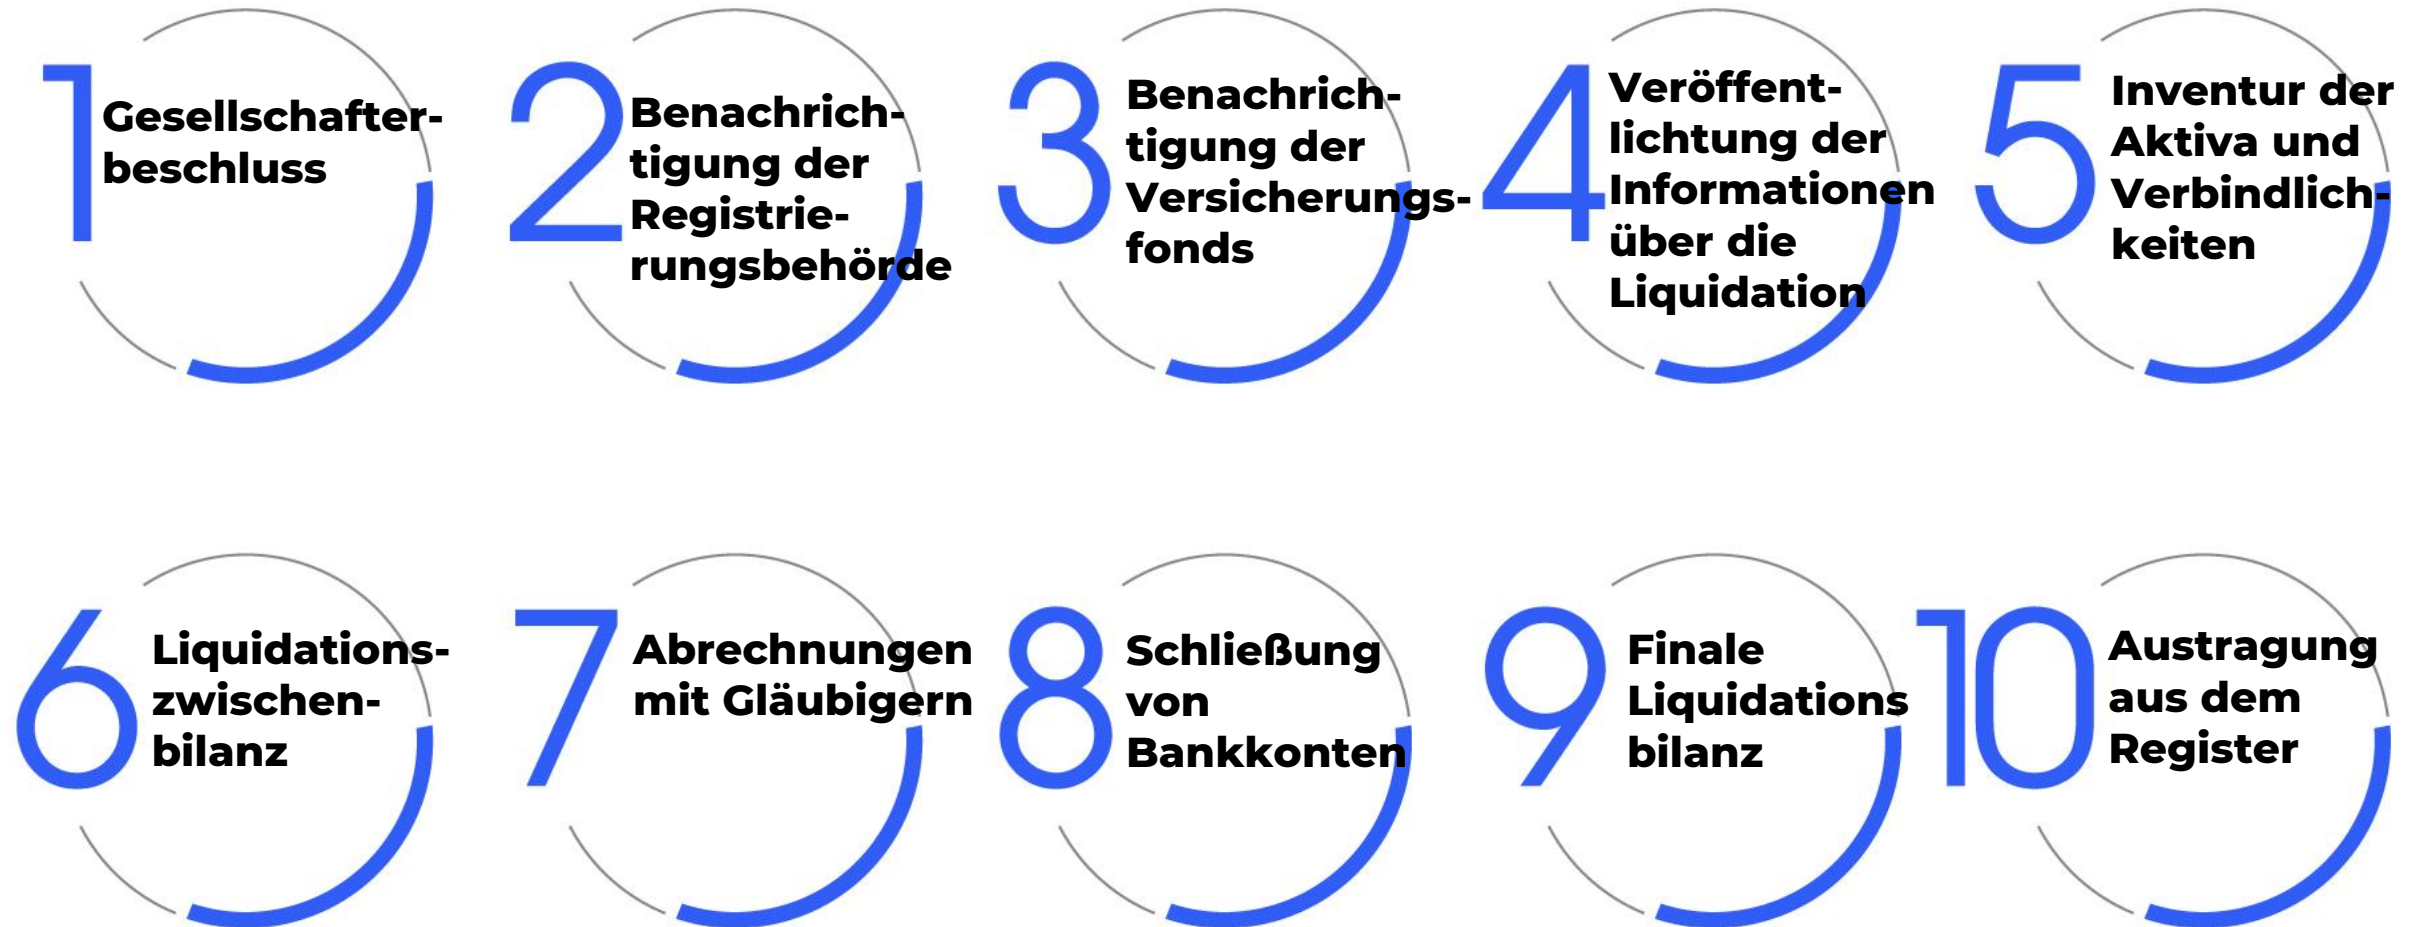 1
Gesellschafter-
beschluss
2
Benachrich-
tigung der
Registrie-
rungsbehörde
3
Benachrich-
tigung der
Versicherungs-
fonds
4
Veröffent-
lichtung der
Informationen
über die
Liquidation
5
Inventur der
Aktiva und
Verbindlich-
keiten
6
Liquidations-
zwischen-
bilanz
7
Abrechnungen
mit Gläubigern
8
Schließung
von
Bankkonten
9
Finale
Liquidations
bilanz
10
Austragung
aus dem
Register